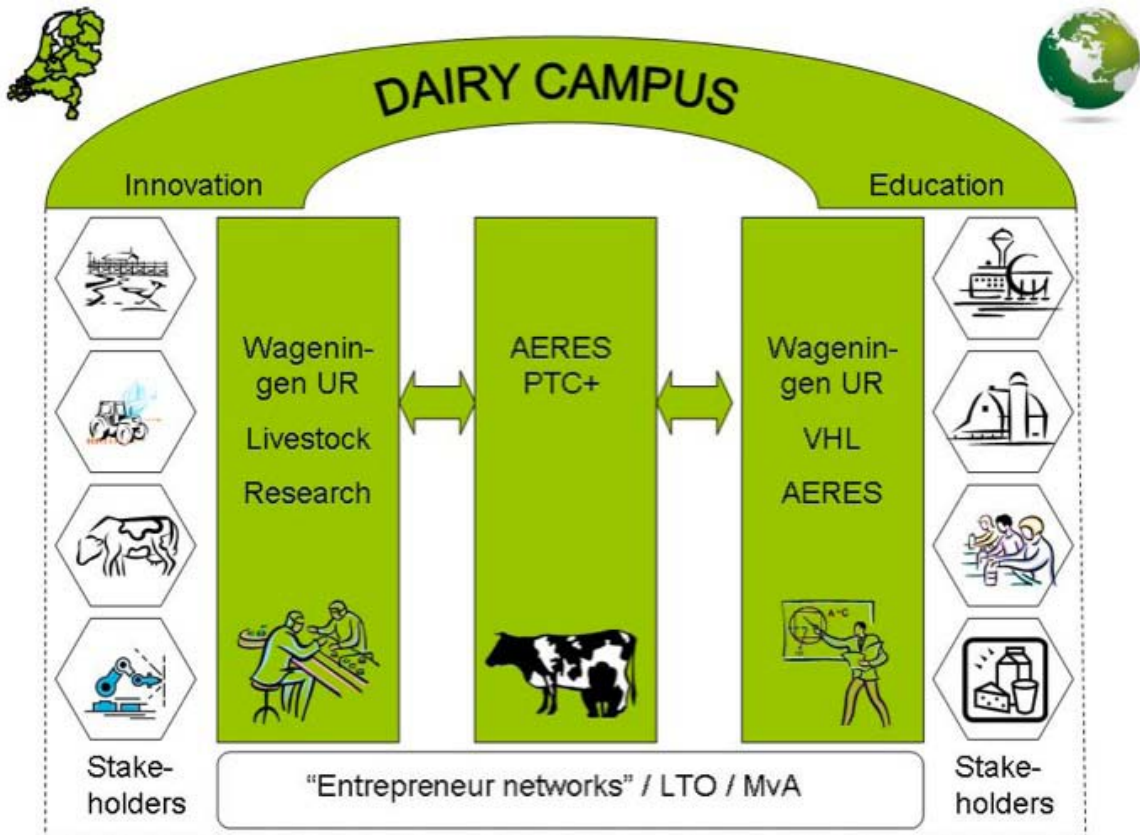 DAIRY CAMPUS
Innovation
Education
Wagenin-
gen UR
Livestock
Research
AERES
PTC+
Wagenin-
gen UR
VHL
AERES
A °C
Stake-
holders
"Entrepreneur networks" / LTO / MvA
Stake-
holders